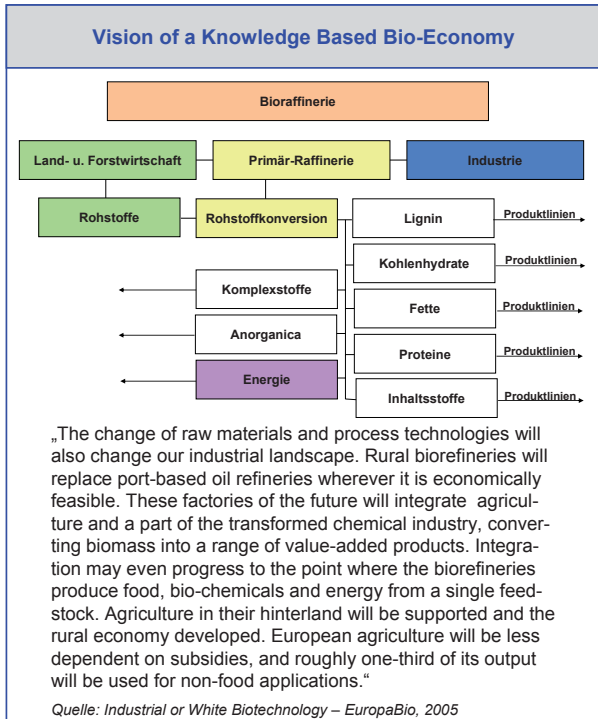 Vision of a Knowledge Based Bio-Economy
Bioraffinerie
Land- u. Forstwirtschaft
Primär-Raffinerie
Industrie
Rohstoffe
Rohstoffkonversion
Lignin
Produktlinien
Kohlenhydrate
Produktlinien
Komplexstoffe
Fette
Produktlinien
Anorganica
Proteine
Produktlinien
Energie
Inhaltsstoffe
Produktlinien
„The change of raw materials and process technologies will
also change our industrial landscape. Rural biorefineries will
replace port-based oil refineries wherever it is economically
feasible. These factories of the future will integrate agricul-
ture and a part of the transformed chemical industry, conver-
ting biomass into a range of value-added products. Integra-
tion may even progress to the point where the biorefineries
produce food, bio-chemicals and energy from a single feed-
stock. Agriculture in their hinterland will be supported and the
rural economy developed. European agriculture will be less
dependent on subsidies, and roughly one-third of its output
will be used for non-food applications.“
Quelle: Industrial or White Biotechnology – EuropaBio, 2005